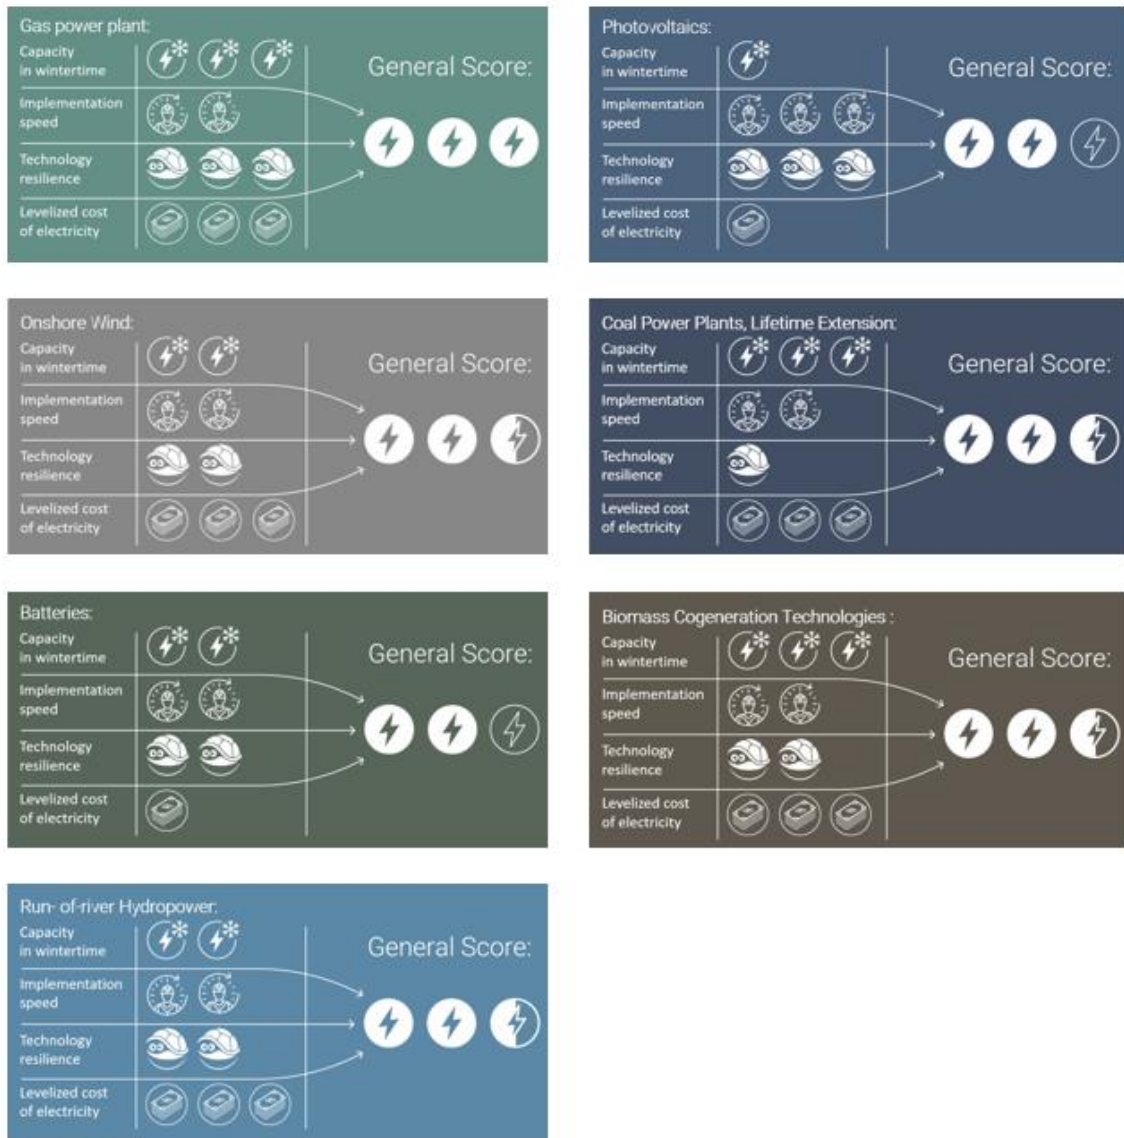 Gas power plant:
Capacity
in wintertime
General Score:
Implementation
speed
Technology
resilience
Levelized cost
of electricity
Photovoltaics:
Capacity
in wintertime
General Score:
Implementation
speed
Technology
resilience
Levelized cost
of electricity
Onshore Wind:
Capacity
in wintertime
General Score:
Implementation
speed
Technology
resilience
Levelized cost
of electricity
Coal Power Plants, Lifetime Extension:
Capacity
in wintertime
General Score:
Implementation
speed
Technology
resilience
Levelized cost
of electricity
Batteries:
Capacity
in wintertime
General Score:
Implementation
speed
Technology
resilience
Levelized cost
of electricity
Biomass Cogeneration Technologies :
Capacity
in wintertime
General Score:
Implementation
speed
Technology
resilience
Levelized cost
of electricity
Run- of-river Hydropower:
Capacity
in wintertime
General Score:
Implementation
speed
Technology
resilience
Levelized cost
of electricity